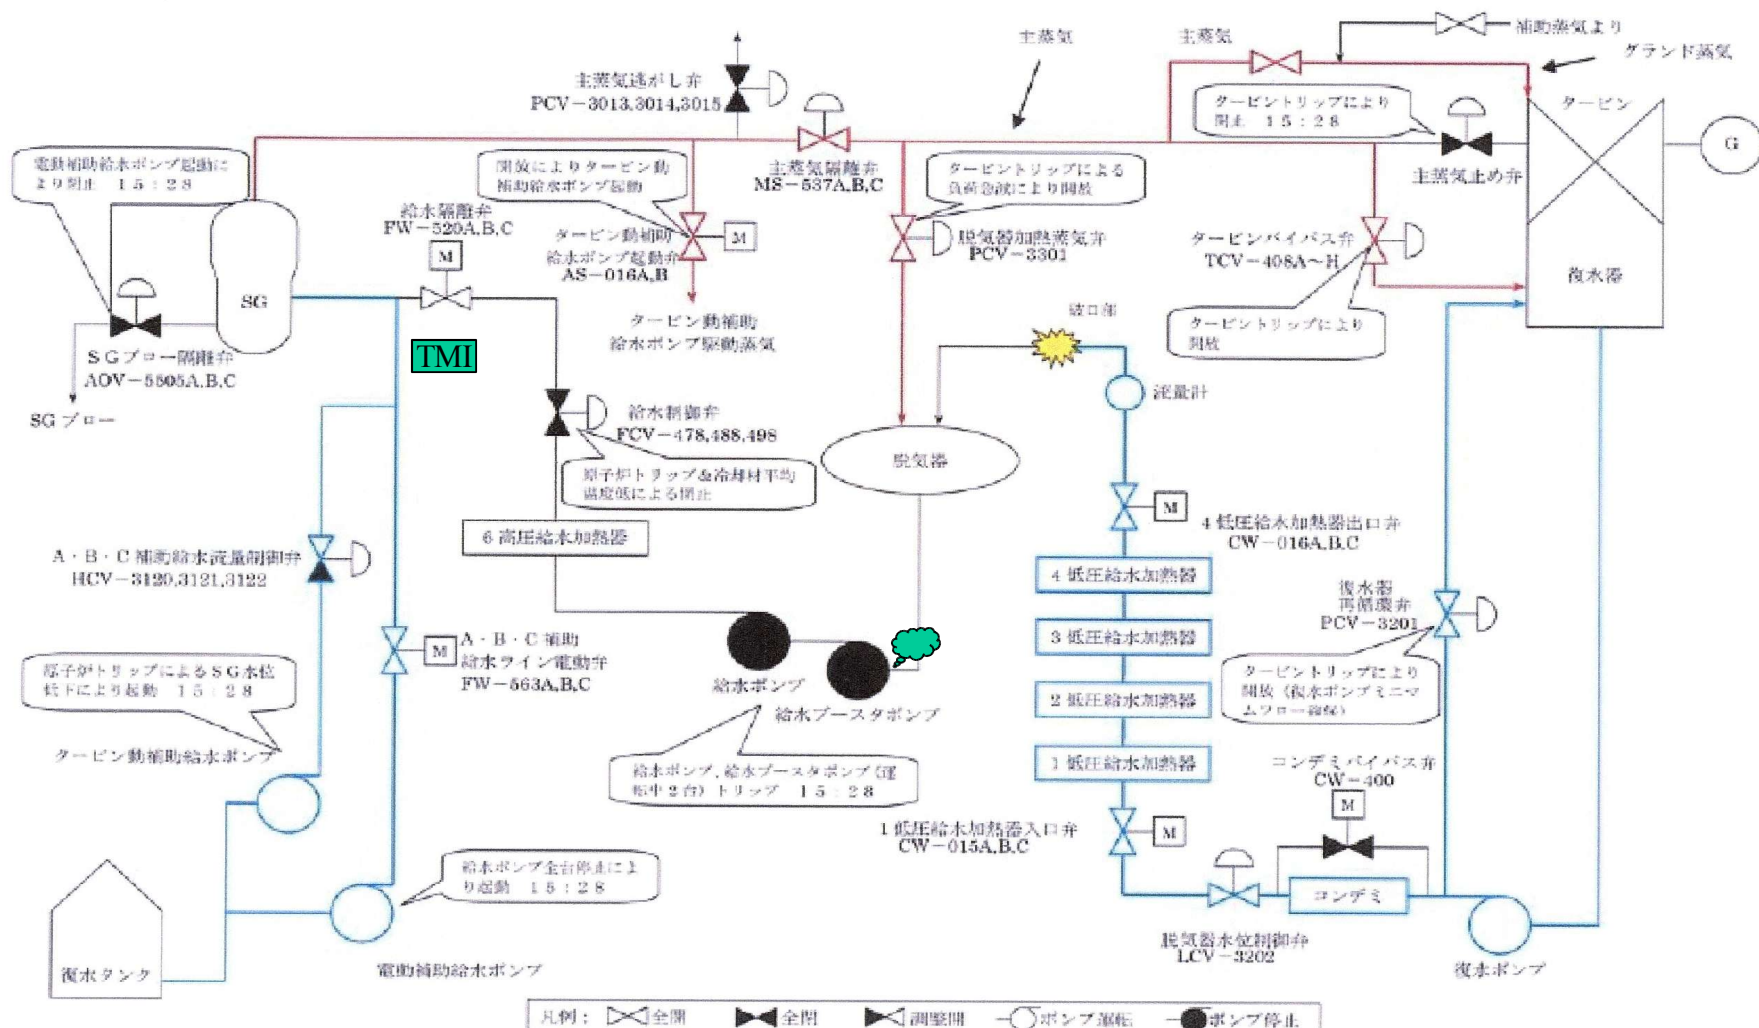 補助蒸気より
主蒸気
主蒸気
グランド蒸気
主蒸気逃がし弁
PCV-3013,3014,3015
タービントリップにより
閉止 15:28
タービン
G
電動補助給水ポンプ起動に
より閉止 15:28
開放によりタービン動
補助給水ポンプ起動
主蒸気隔離弁
MS-537A,B,C
タービントリップによる
負荷急減により開放
主蒸気止め弁
給水隔離弁
FW-520A,B,C
M
タービン動補助
給水ポンプ起動弁
AS-016A,B
M
脱気器加熱蒸気弁
PCV-3301
タービンバイパス弁
TCV-408A～H
復水器
SG
タービン動補助
給水ポンプ駆動蒸気
破口部
タービントリップにより
開放
SGブロー隔離弁
AOV-5505A,B,C
TMI
SGブロー
給水制御弁
FCV-478,488,498
流量計
脱気器
原子炉トリップ&冷却材平均
温度低による閉止
M
4低圧給水加熱器出口弁
CW-016A,B,C
6高圧給水加熱器
A・B・C補助給水流量制御弁
HCV-3120,3121,3122
4低圧給水加熱器
復水器
再循環弁
PCV-3201
3低圧給水加熱器
M
A・B・C補助
給水ライン電動弁
FW-563A,B,C
原子炉トリップによるSG水位
低下により起動 15:28
給水ポンプ
給水ブースタポンプ
2低圧給水加熱器
タービントリップにより
開放(復水ポンプミニマ
ムフロー確保)
タービン動補助給水ポンプ
1低圧給水加熱器
コンデミバイパス弁
CW-400
M
給水ポンプ、給水ブースタポンプ(運
転中2台)トリップ 15:28
1低圧給水加熱器入口弁
CW-015A,B,C
M
給水ポンプ全台停止によ
り起動 15:28
コンデミ
脱気器水位制御弁
LCV-3202
復水タンク
電動補助給水ポンプ
復水ポンプ
凡例: 全開 全閉 調整開 ポンプ運転 ポンプ停止